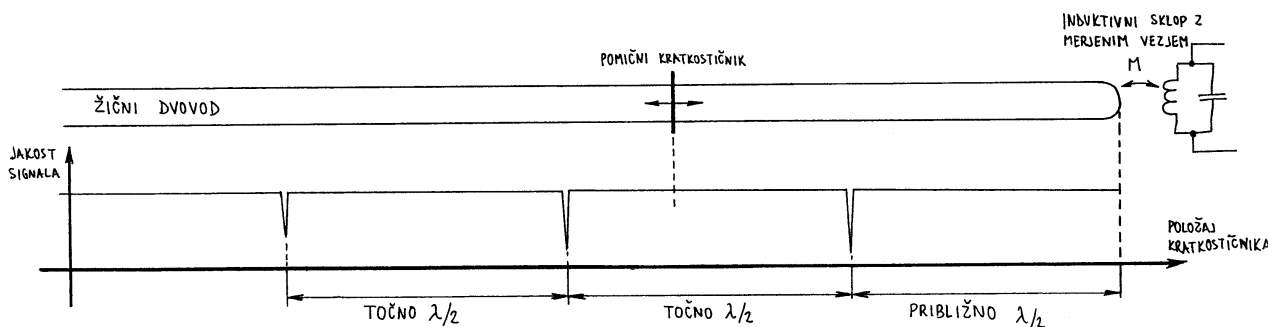 INDUKTIVNI SKLOP Z
MERJENIM VEZJEM
M
POMIČNI KRATKOSTIČNIK
ŽIČNI DVOVOD
JAKOST
SIGNALA
POLOŽAJ
KRATKOSTIČNIKA
TOČNO λ/2
TOČNO λ/2
PRIBLIŽNO λ/2